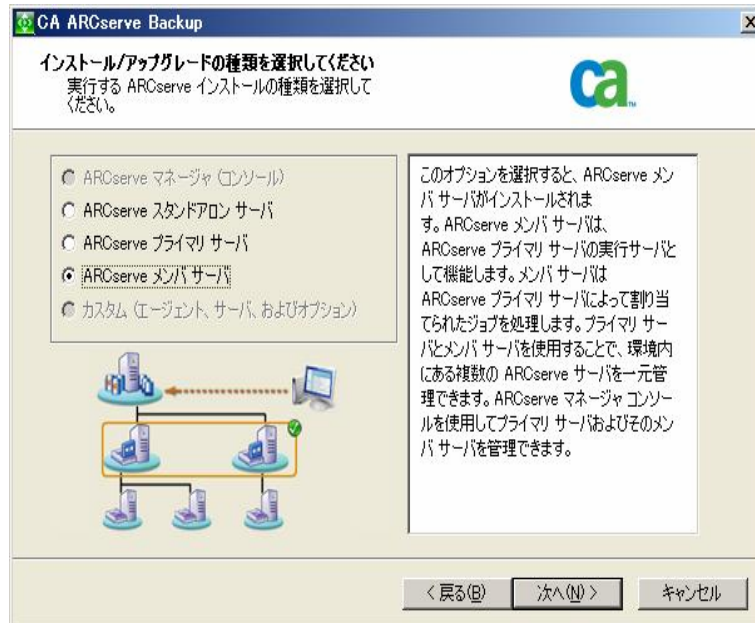 CA ARCserve Backup
インストール/アップグレードの種類を選択してください
実行する ARCserve インストールの種類を選択して
ください。
ca
ARCserve マネージャ (コンソール)
ARCserve スタンドアロン サーバ
ARCserve プライマリ サーバ
ARCserve メンバ サーバ
カスタム (エージェント、サーバ、およびオプション)
このオプションを選択すると、ARCserve メン
バ サーバがインストールされま
す。ARCserve メンバ サーバは、
ARCserve プライマリ サーバの実行サーバと
して機能します。メンバ サーバは
ARCserve プライマリ サーバによって割り当
てられたジョブを処理します。プライマリ サー
バとメンバ サーバを使用することで、環境内
にある複数の ARCserve サーバを一元管
理できます。ARCserve マネージャ コンソー
ルを使用してプライマリ サーバおよびそのメン
バ サーバを管理できます。
< 戻る(B)
次へ(N) >
キャンセル